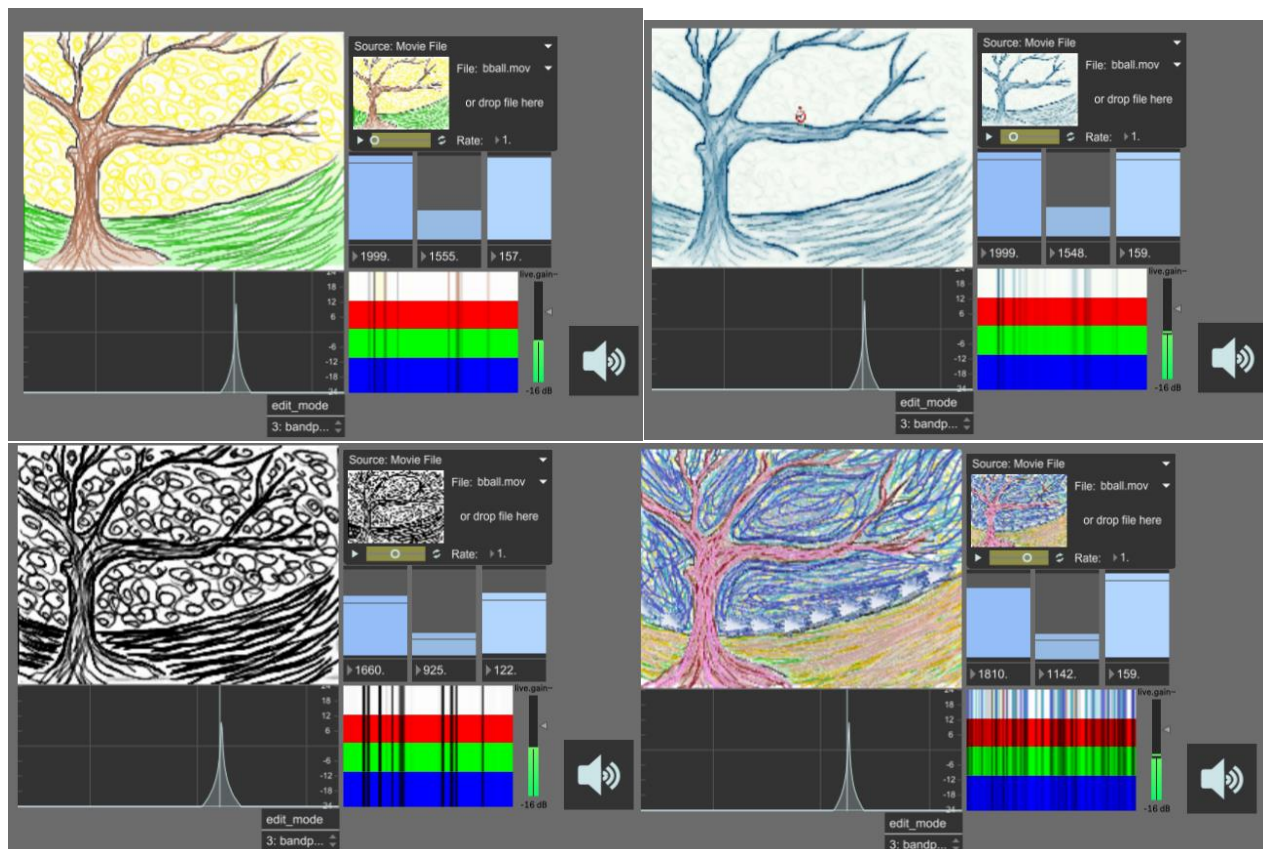 Source: Movie File
File: bball.mov
or drop file here
Rate: 1.
1999. 1555. 157.
live.gain~
24
18
12
6
-6
-12
-18
-24
-16 dB
edit_mode
3: bandp...
Source: Movie File
File: bball.mov
or drop file here
Rate: 1.
1999. 1548. 159.
live.gain~
24
18
12
6
-6
-12
-18
-24
-16 dB
edit_mode
3: bandp...
Source: Movie File
File: bball.mov
or drop file here
Rate: 1.
1660. 925. 122.
live.gain~
24
18
12
6
-6
-12
-18
-24
-16 dB
edit_mode
3: bandp...
Source: Movie File
File: bball.mov
or drop file here
Rate: 1.
1810. 1142. 159.
live.gain~
24
18
12
6
-6
-12
-18
-24
-16 dB
edit_mode
3: bandp...